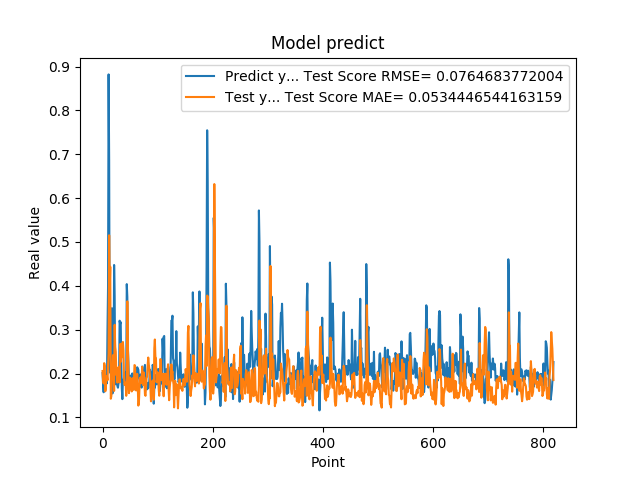 Model predict
Predict y... Test Score RMSE= 0.0764683772004
Test y... Test Score MAE= 0.0534446544163159
0.9
0.8
0.7
0.6
0.5
0.4
0.3
0.2
0.1
Real value
0 200 400 600 800
Point